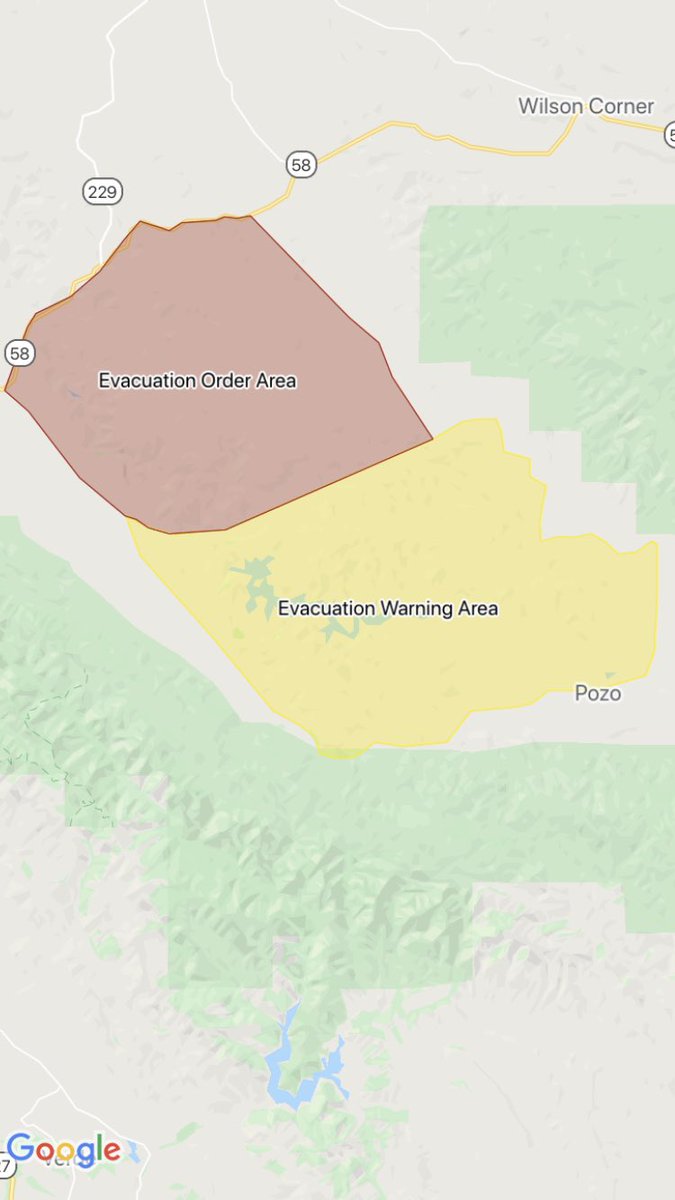 Wilson Corner
58
229
58
Evacuation Order Area
Evacuation Warning Area
Pozo
Google